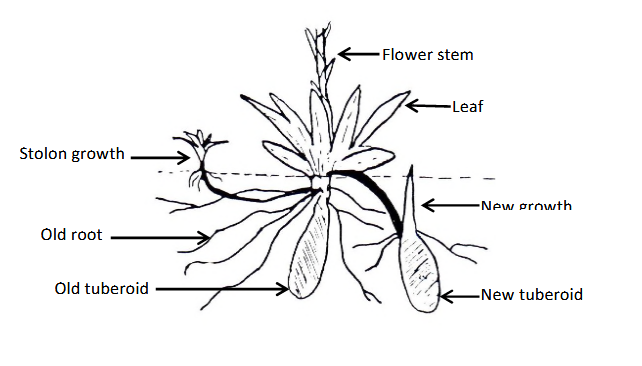 Flower stem
Leaf
Stolon growth
New growth
Old root
Old tuberoid
New tuberoid